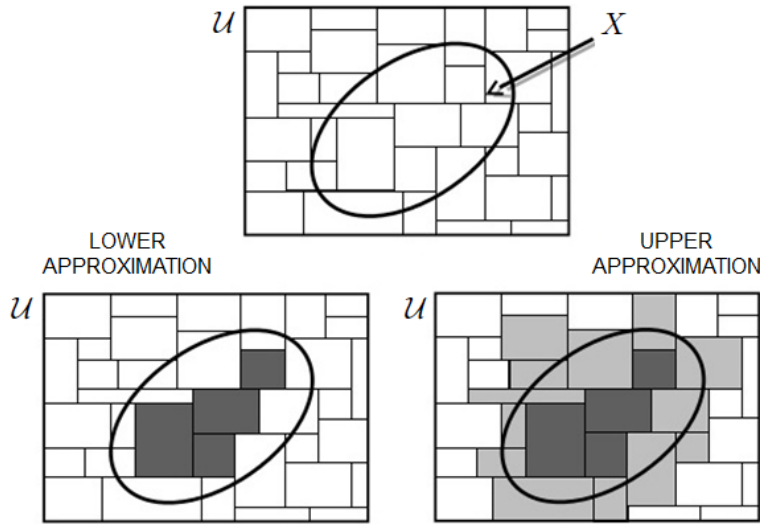 𝒰
X
LOWER
APPROXIMATION
UPPER
APPROXIMATION
𝒰
𝒰